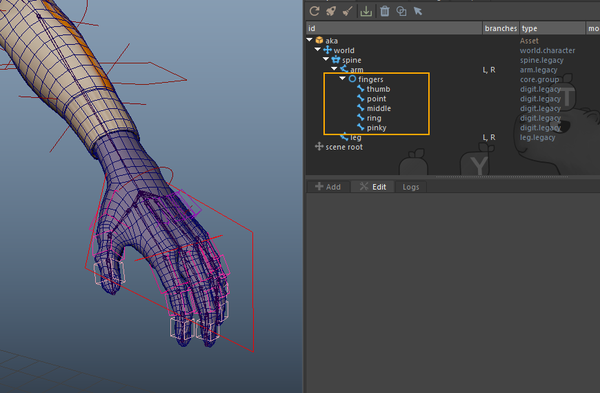 id branches type mo
aka Asset
world world.character
spine spine.legacy
arm L, R arm.legacy
fingers core.group
thumb digit.legacy
point digit.legacy
middle digit.legacy
ring digit.legacy
pinky digit.legacy
leg L, R leg.legacy
scene root
T
Y
Add Edit Logs